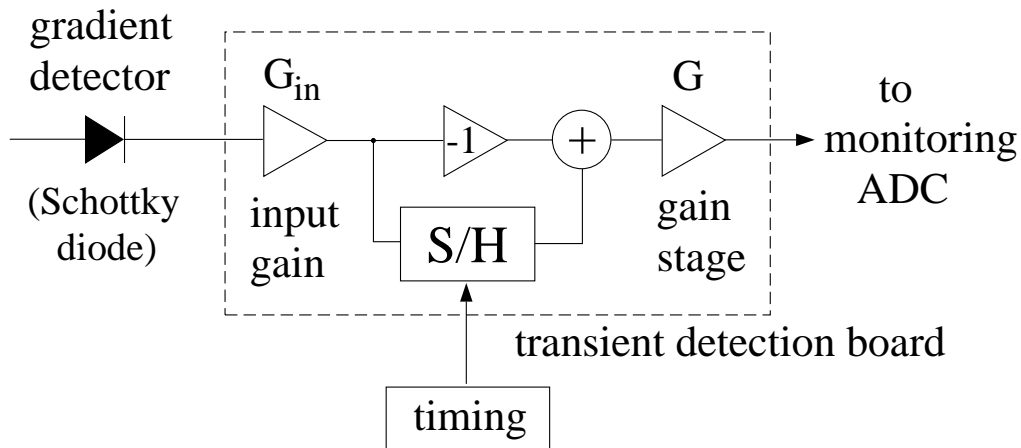 gradient
detector
(Schottky
diode)
G_in
input
gain
-1
+
S/H
G
gain
stage
to
monitoring
ADC
transient detection board
timing